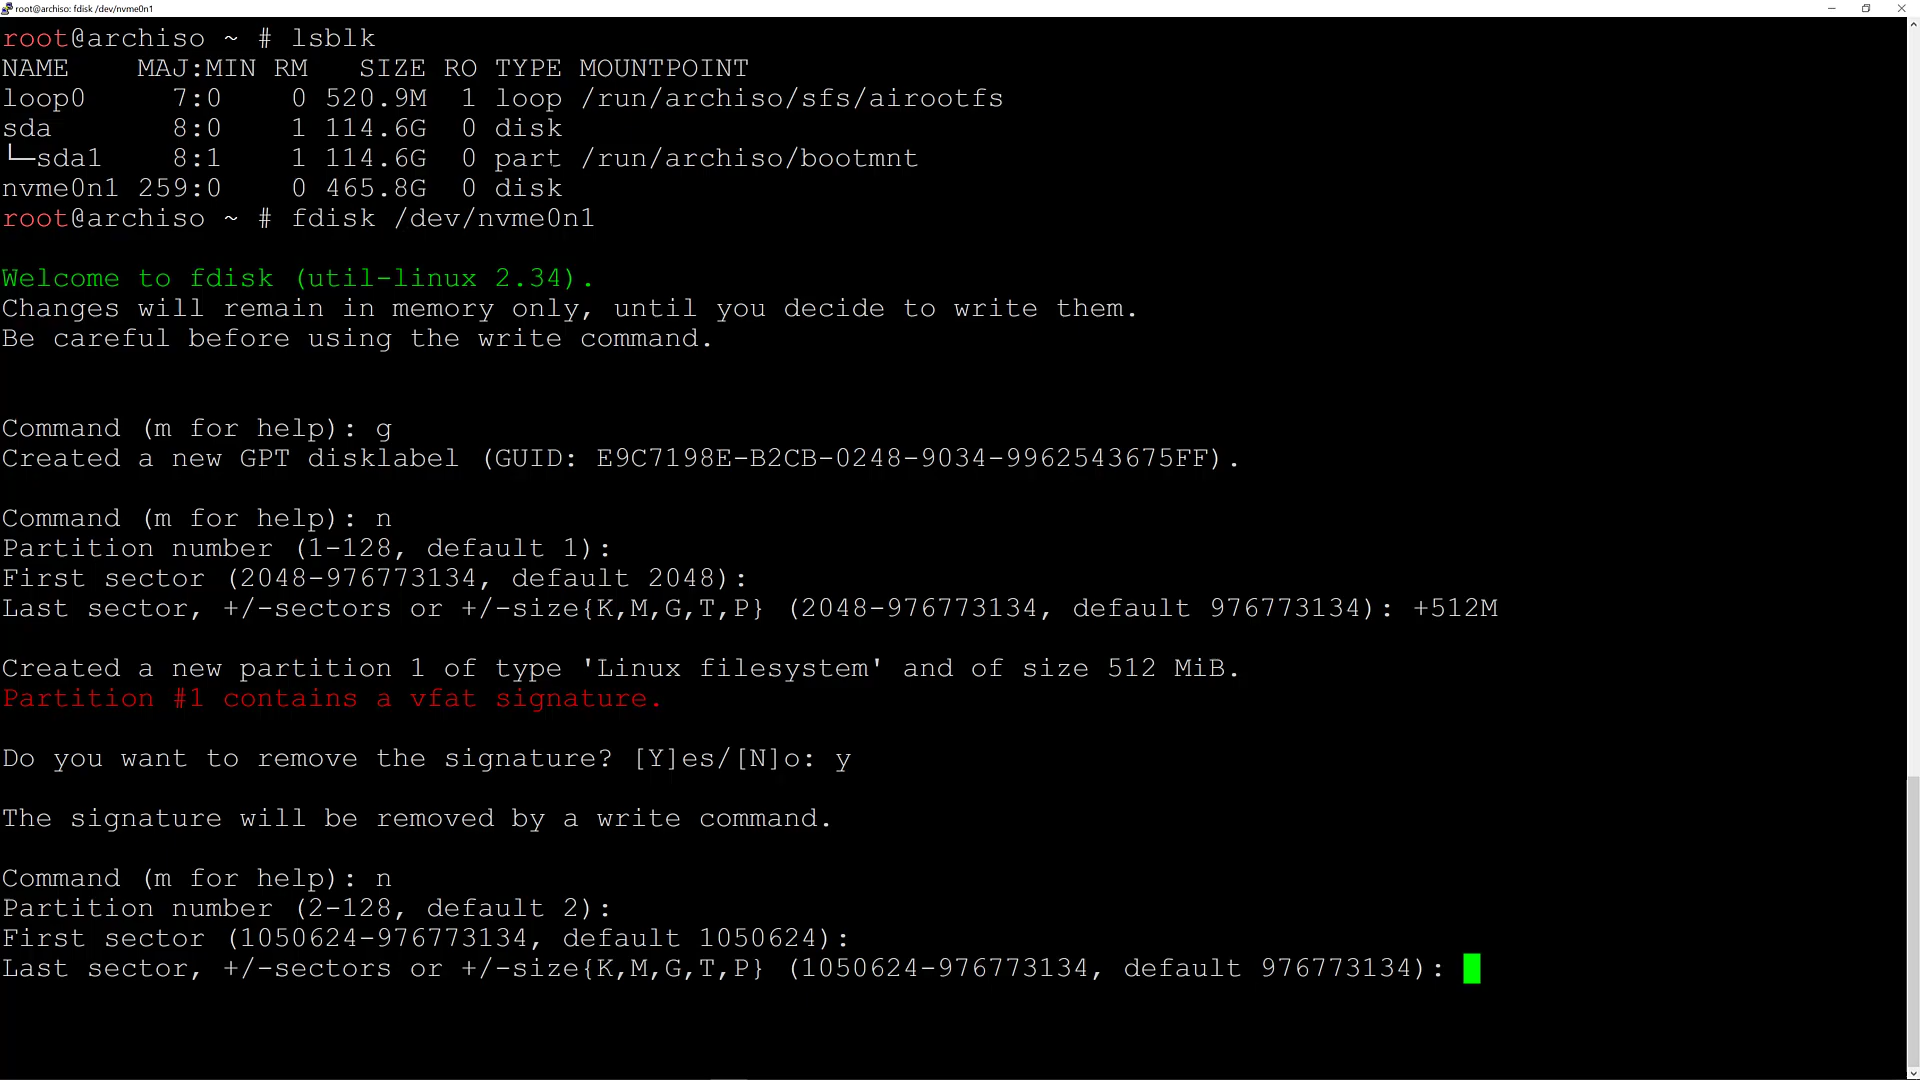 root@archiso: fdisk /dev/nvme0n1
root@archiso ~ # lsblk
NAME    MAJ:MIN RM   SIZE RO TYPE MOUNTPOINT
loop0     7:0    0 520.9M  1 loop /run/archiso/sfs/airootfs
sda       8:0    1 114.6G  0 disk
└─sda1    8:1    1 114.6G  0 part /run/archiso/bootmnt
nvme0n1 259:0    0 465.8G  0 disk
root@archiso ~ # fdisk /dev/nvme0n1
Welcome to fdisk (util-linux 2.34).
Changes will remain in memory only, until you decide to write them.
Be careful before using the write command.
Command (m for help): g
Created a new GPT disklabel (GUID: E9C7198E-B2CB-0248-9034-9962543675FF).
Command (m for help): n
Partition number (1-128, default 1):
First sector (2048-976773134, default 2048):
Last sector, +/-sectors or +/-size{K,M,G,T,P} (2048-976773134, default 976773134): +512M
Created a new partition 1 of type 'Linux filesystem' and of size 512 MiB.
Partition #1 contains a vfat signature.
Do you want to remove the signature? [Y]es/[N]o: y
The signature will be removed by a write command.
Command (m for help): n
Partition number (2-128, default 2):
First sector (1050624-976773134, default 1050624):
Last sector, +/-sectors or +/-size{K,M,G,T,P} (1050624-976773134, default 976773134):